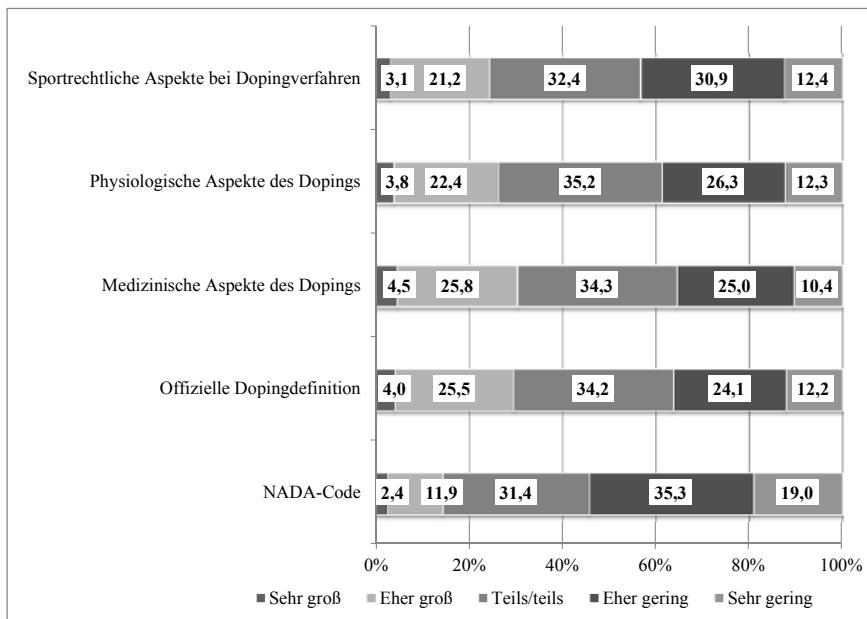 Sportrechtliche Aspekte bei Dopingverfahren 3,1 21,2 32,4 30,9 12,4
Physiologische Aspekte des Dopings 3,8 22,4 35,2 26,3 12,3
Medizinische Aspekte des Dopings 4,5 25,8 34,3 25,0 10,4
Offizielle Dopingdefinition 4,0 25,5 34,2 24,1 12,2
NADA-Code 2,4 11,9 31,4 35,3 19,0
0% 20% 40% 60% 80% 100%
Sehr groß Eher groß Teils/teils Eher gering Sehr gering